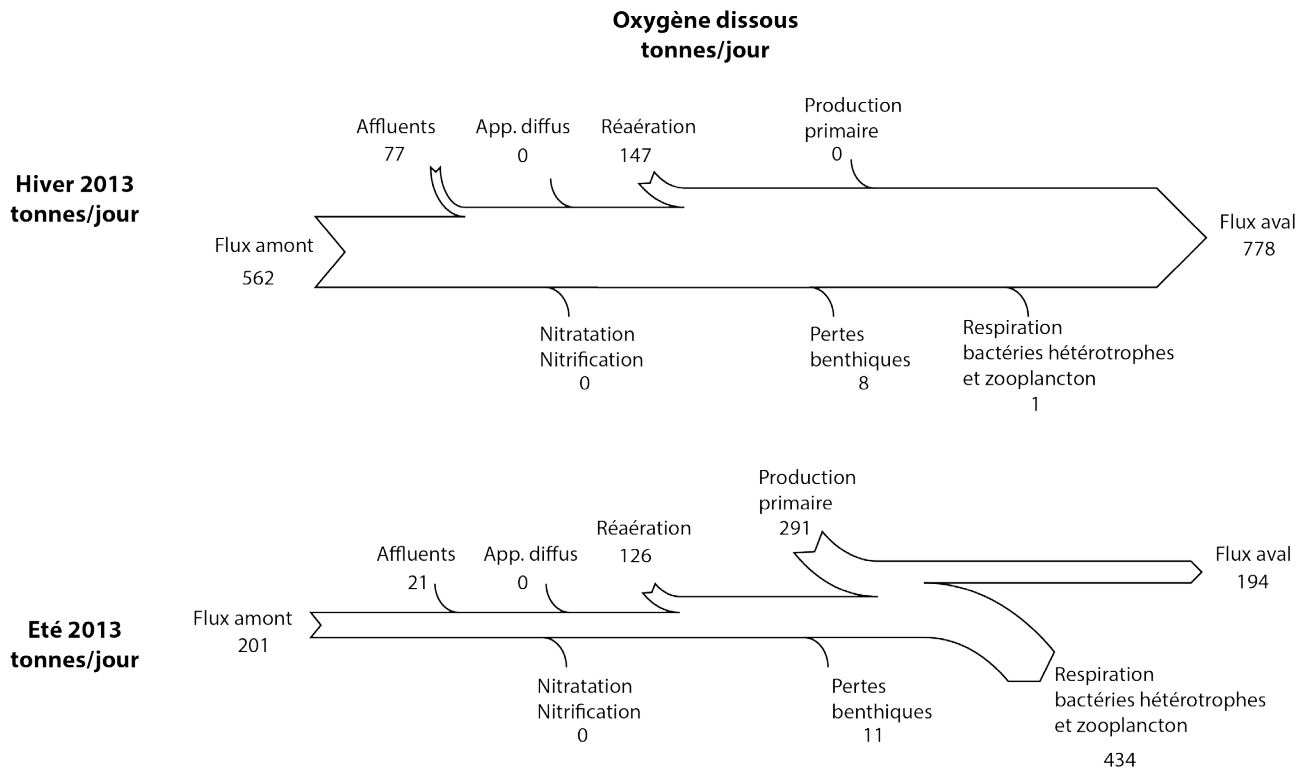 Oxygène dissous
tonnes/jour
Hiver 2013
tonnes/jour
Flux amont
562
Affluents
77
App. diffus
0
Réaération
147
Production
primaire
0
Flux aval
778
Nitratation
Nitrification
0
Pertes
benthiques
8
Respiration
bactéries hétérotrophes
et zooplancton
1
Eté 2013
tonnes/jour
Flux amont
201
Affluents
21
App. diffus
0
Réaération
126
Production
primaire
291
Flux aval
194
Nitratation
Nitrification
0
Pertes
benthiques
11
Respiration
bactéries hétérotrophes
et zooplancton
434